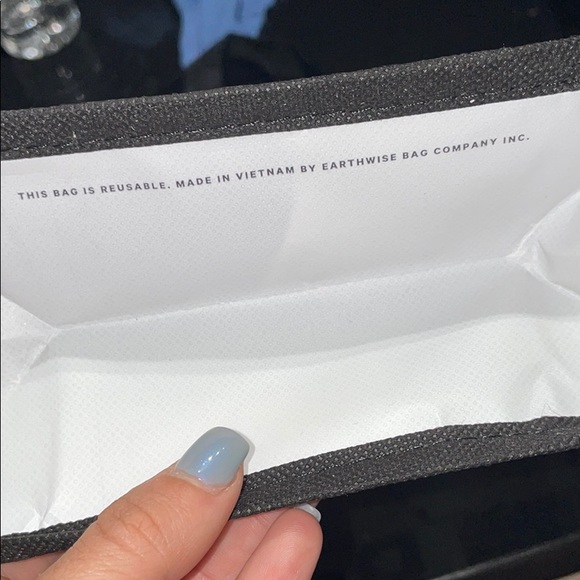 THIS BAG IS REUSABLE. MADE IN VIETNAM BY EARTHWISE BAG COMPANY INC.